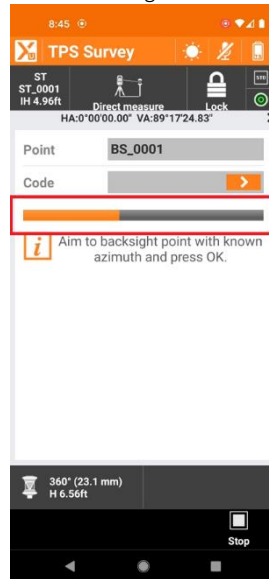 8:45
TPS Survey
ST
ST_0001
IH 4.96ft
Direct measure
Lock
STD
HA:0°00'00.00" VA:89°17'24.83"
Point
BS_0001
Code
i
Aim to backsight point with known
azimuth and press OK.
360° (23.1 mm)
H 6.56ft
Stop